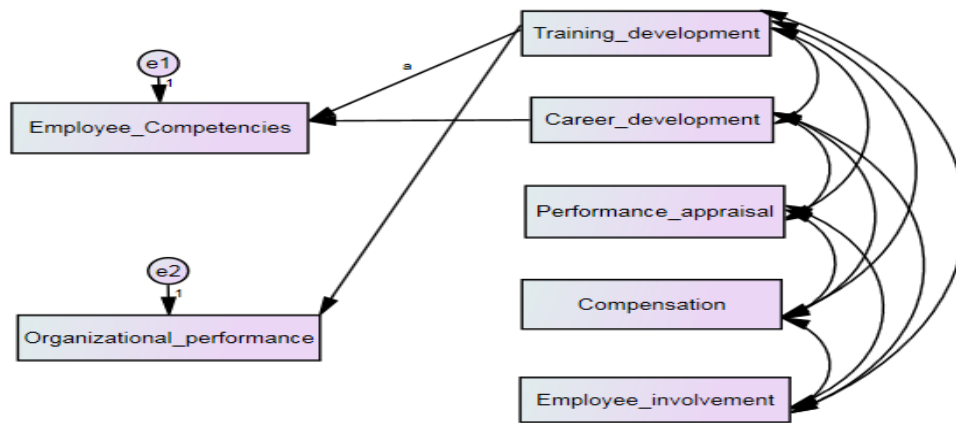 Training_development
e1
a
1
Employee_Competencies
Career_development
Performance_appraisal
e2
1
Compensation
Organizational_performance
Employee_involvement